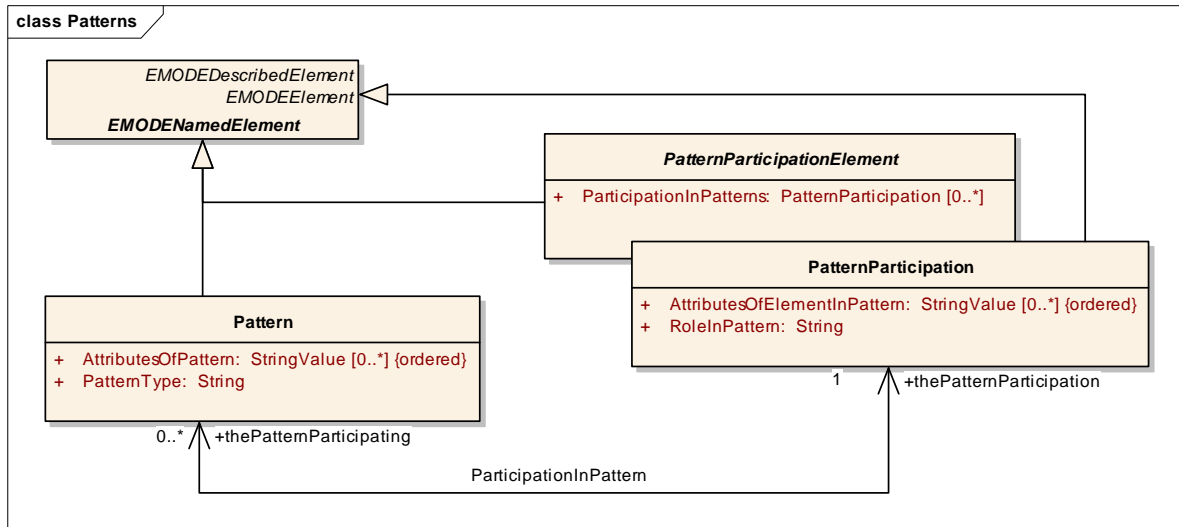 class Patterns
EMODEDescribedElement
EMODEElement
EMODENamedElement
PatternParticipationElement
+ ParticipationInPatterns: PatternParticipation [0..*]
PatternParticipation
+ AttributesOfElementInPattern: StringValue [0..*] {ordered}
+ RoleInPattern: String
Pattern
+ AttributesOfPattern: StringValue [0..*] {ordered}
+ PatternType: String
1 +thePatternParticipation
0..* +thePatternParticipating
ParticipationInPattern